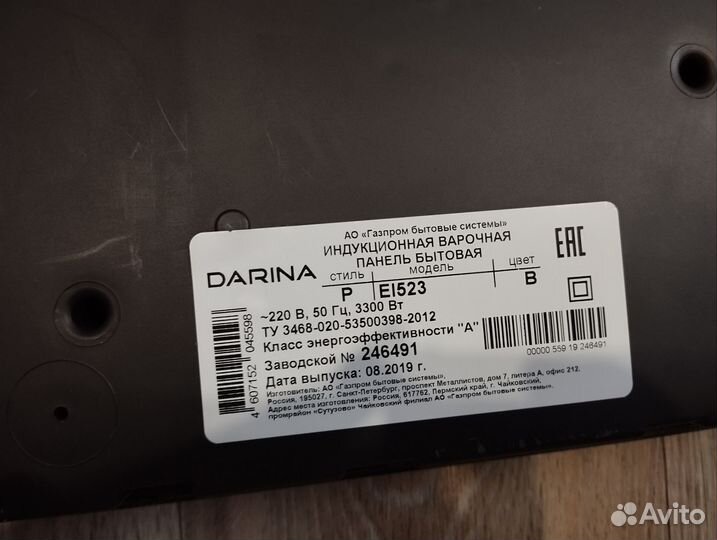 АО «Газпром бытовые системы»
ИНДУКЦИОННАЯ ВАРОЧНАЯ
ПАНЕЛЬ БЫТОВАЯ
DARINA
стиль модель цвет
P EI523 B
EAC
~220 В, 50 Гц, 3300 Вт
ТУ 3468-020-53500398-2012
Класс энергоэффективности "А"
Заводской № 246491
Дата выпуска: 08.2019 г.
Изготовитель: АО «Газпром бытовые системы».
Россия, 195027, г. Санкт-Петербург, проспект Металлистов, дом 7, литера А, офис 212.
Адрес места изготовления: Россия, 617762, Пермский край, г. Чайковский,
промрайон «Сутузово» Чайковский филиал АО «Газпром бытовые системы».
4 607152 045598
00000 559 19 246491
Avito